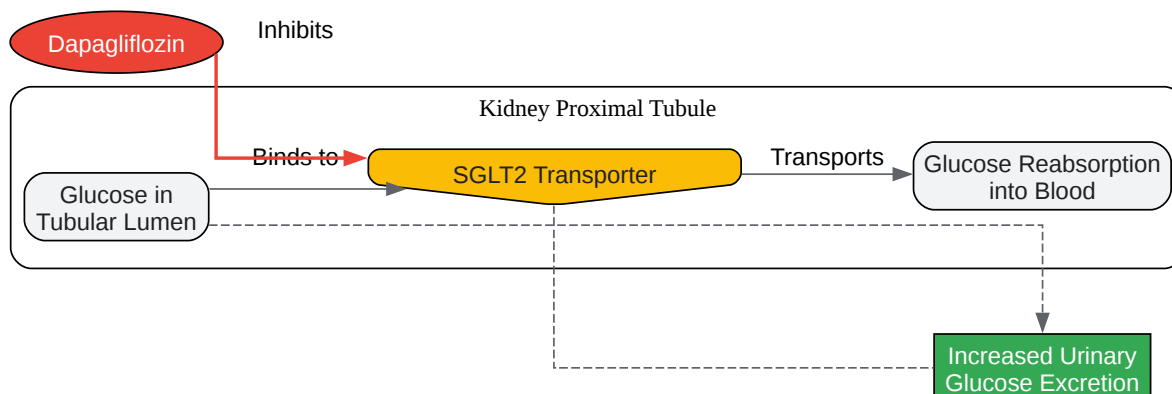 Dapagliflozin
Inhibits
Kidney Proximal Tubule
Binds to
SGLT2 Transporter
Transports
Glucose Reabsorption
into Blood
Glucose in
Tubular Lumen
Increased Urinary
Glucose Excretion